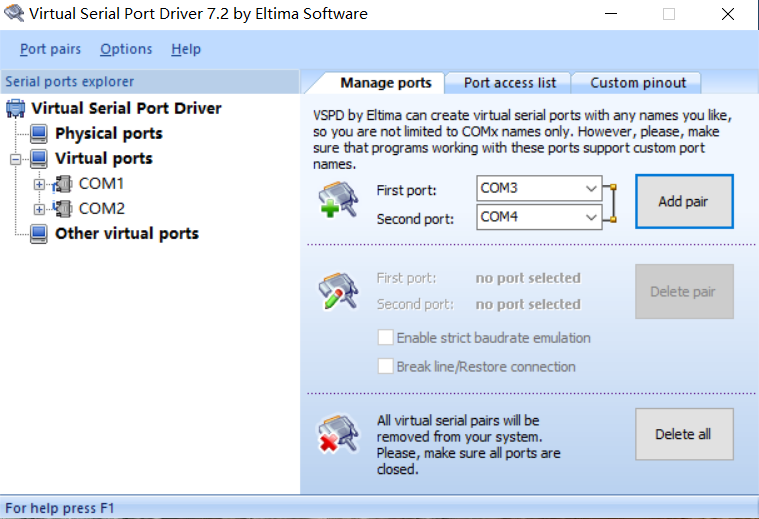 Virtual Serial Port Driver 7.2 by Eltima Software
Port pairs Options Help
Serial ports explorer
Virtual Serial Port Driver
Physical ports
Virtual ports
COM1
COM2
Other virtual ports
Manage ports Port access list Custom pinout
VSPD by Eltima can create virtual serial ports with any names you like,
so you are not limited to COMx names only. However, please, make
sure that programs working with these ports support custom port
names.
First port: COM3
Second port: COM4
Add pair
First port: no port selected
Second port: no port selected
Delete pair
Enable strict baudrate emulation
Break line/Restore connection
All virtual serial pairs will be
removed from your system.
Please, make sure all ports are
closed.
Delete all
For help press F1